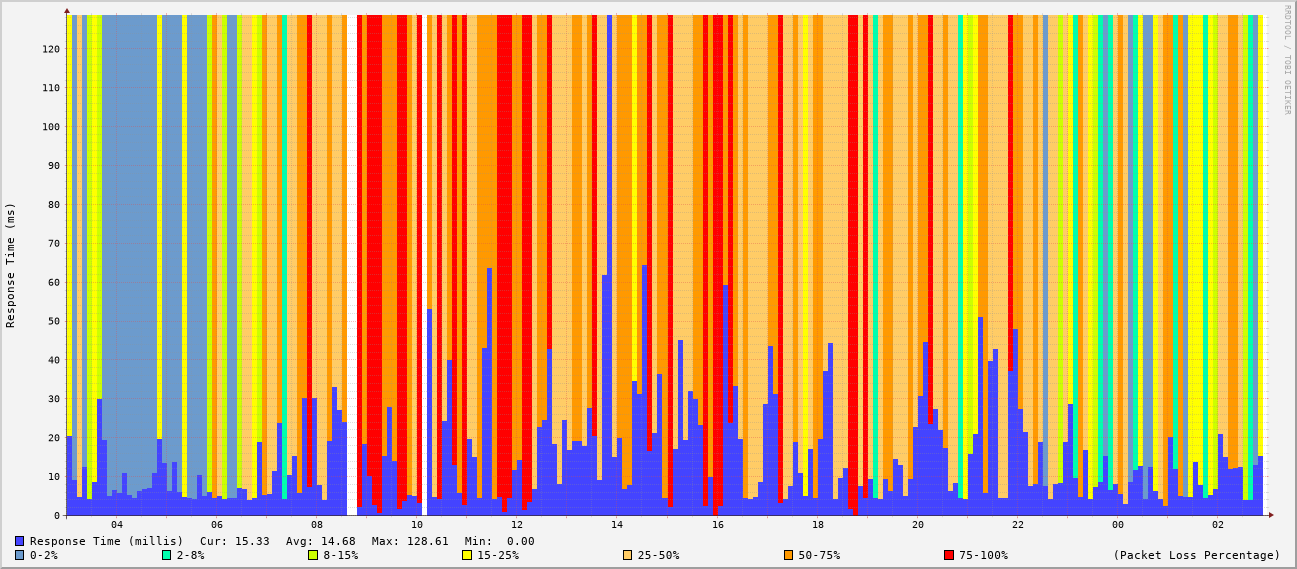 RRDTOOL / TOBI OETIKER
Response Time (ms)
120
110
100
90
80
70
60
50
40
30
20
10
0
04 06 08 10 12 14 16 18 20 22 00 02
Response Time (millis) Cur: 15.33 Avg: 14.68 Max: 128.61 Min: 0.00
0-2% 2-8% 8-15% 15-25% 25-50% 50-75% 75-100% (Packet Loss Percentage)